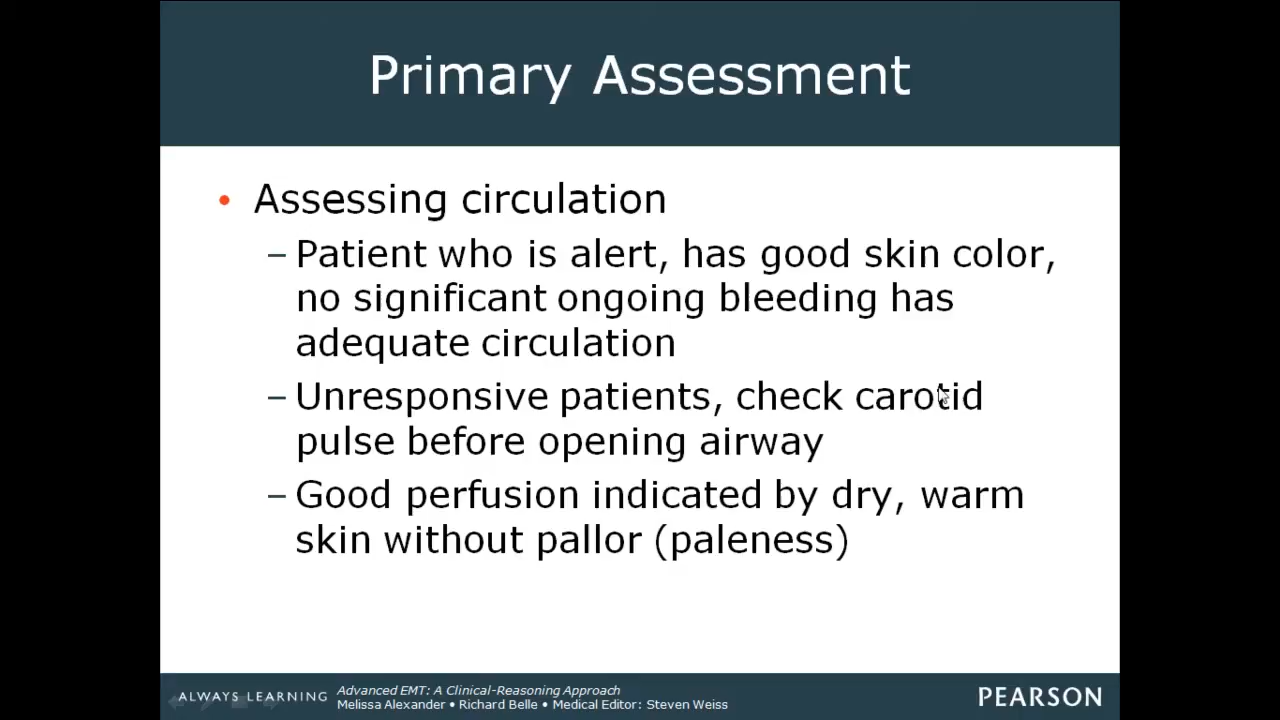 Primary Assessment
• Assessing circulation
– Patient who is alert, has good skin color,
no significant ongoing bleeding has
adequate circulation
– Unresponsive patients, check carotid
pulse before opening airway
– Good perfusion indicated by dry, warm
skin without pallor (paleness)
ALWAYS LEARNING
Advanced EMT: A Clinical-Reasoning Approach
Melissa Alexander • Richard Belle • Medical Editor: Steven Weiss
PEARSON